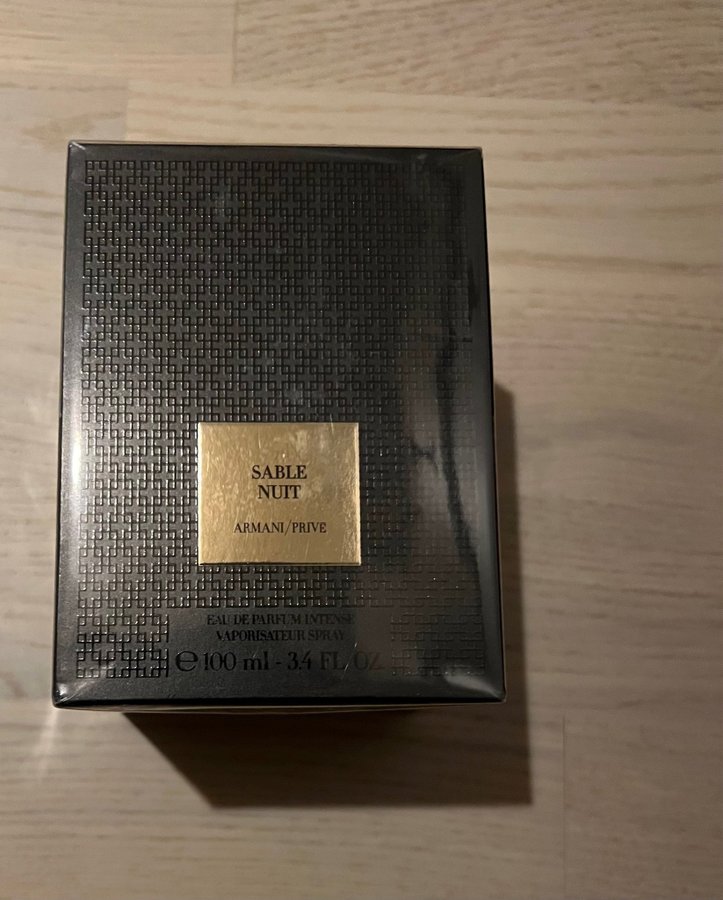 SABLE
NUIT
ARMANI/PRIVE
EAU DE PARFUM INTENSE
VAPORISATEUR SPRAY
℮ 100 ml - 3.4 FL. OZ.